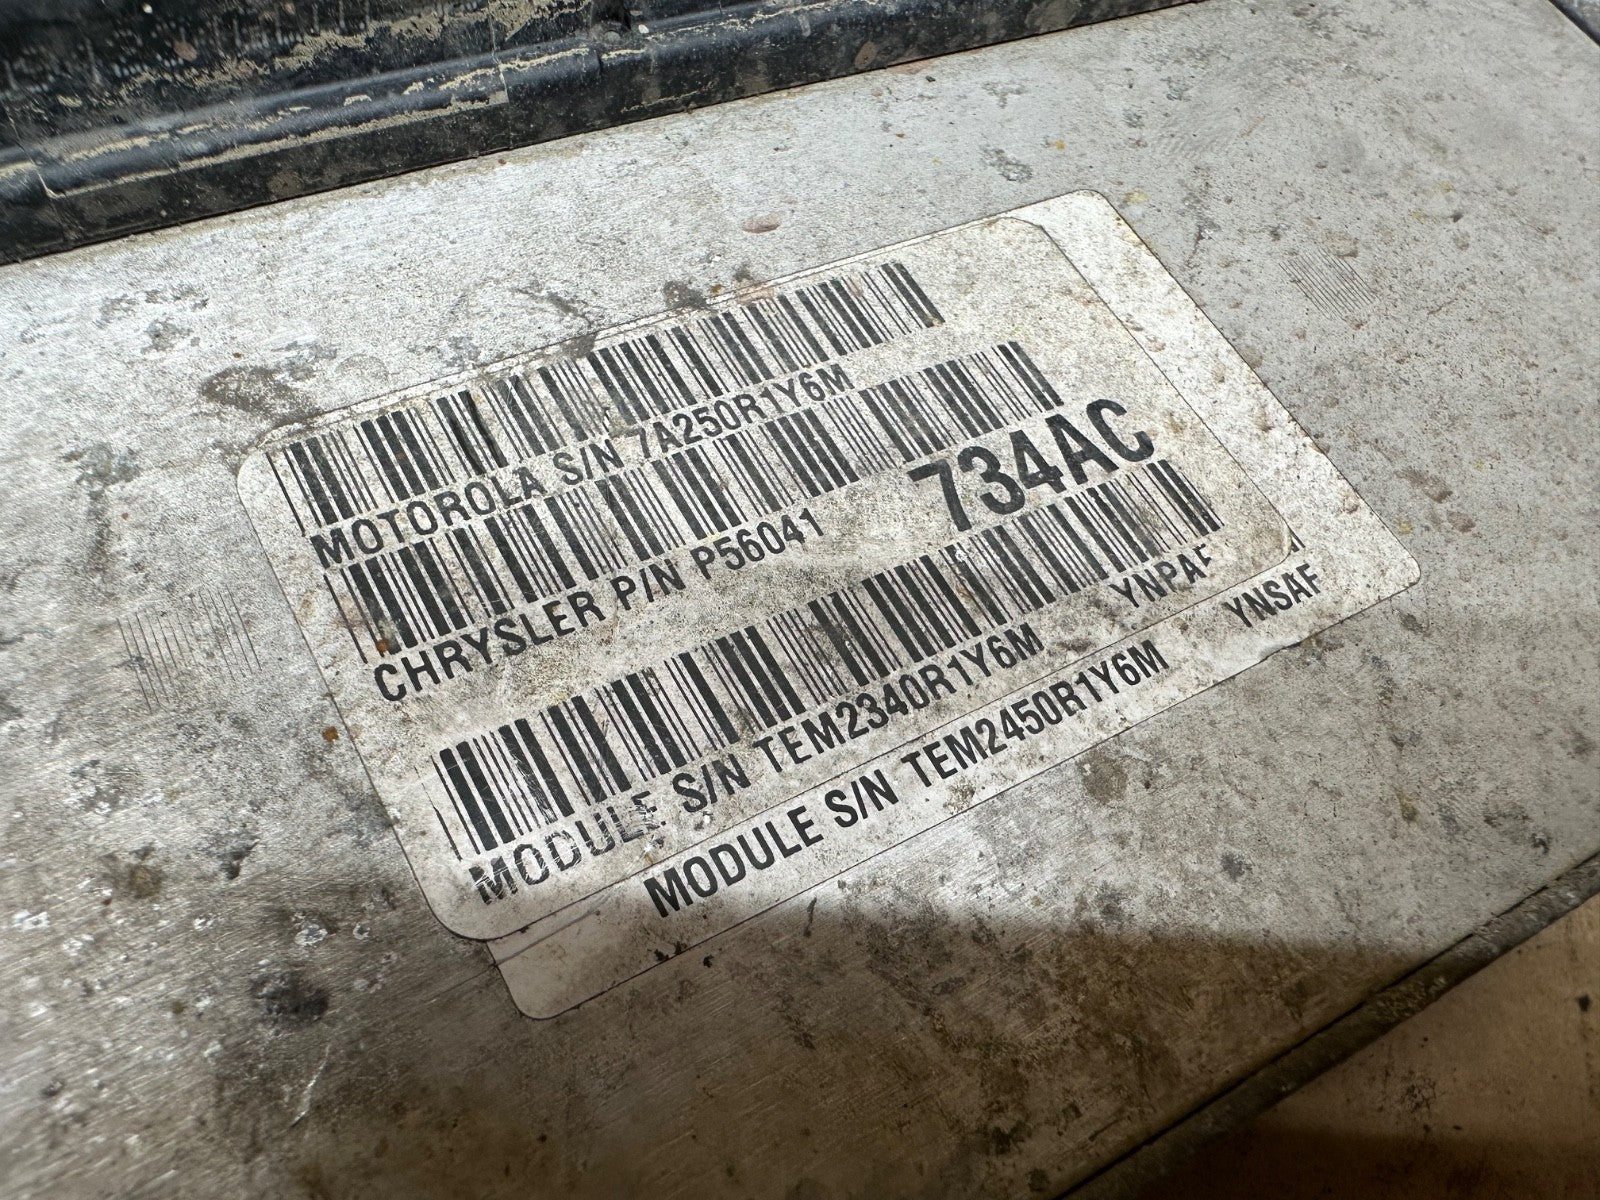 MOTOROLA S/N 7A250R1Y6M
CHRYSLER P/N P56041 734AC
MODULE S/N TEM2340R1Y6M YNPAF
MODULE S/N TEM2450R1Y6M YNSAF